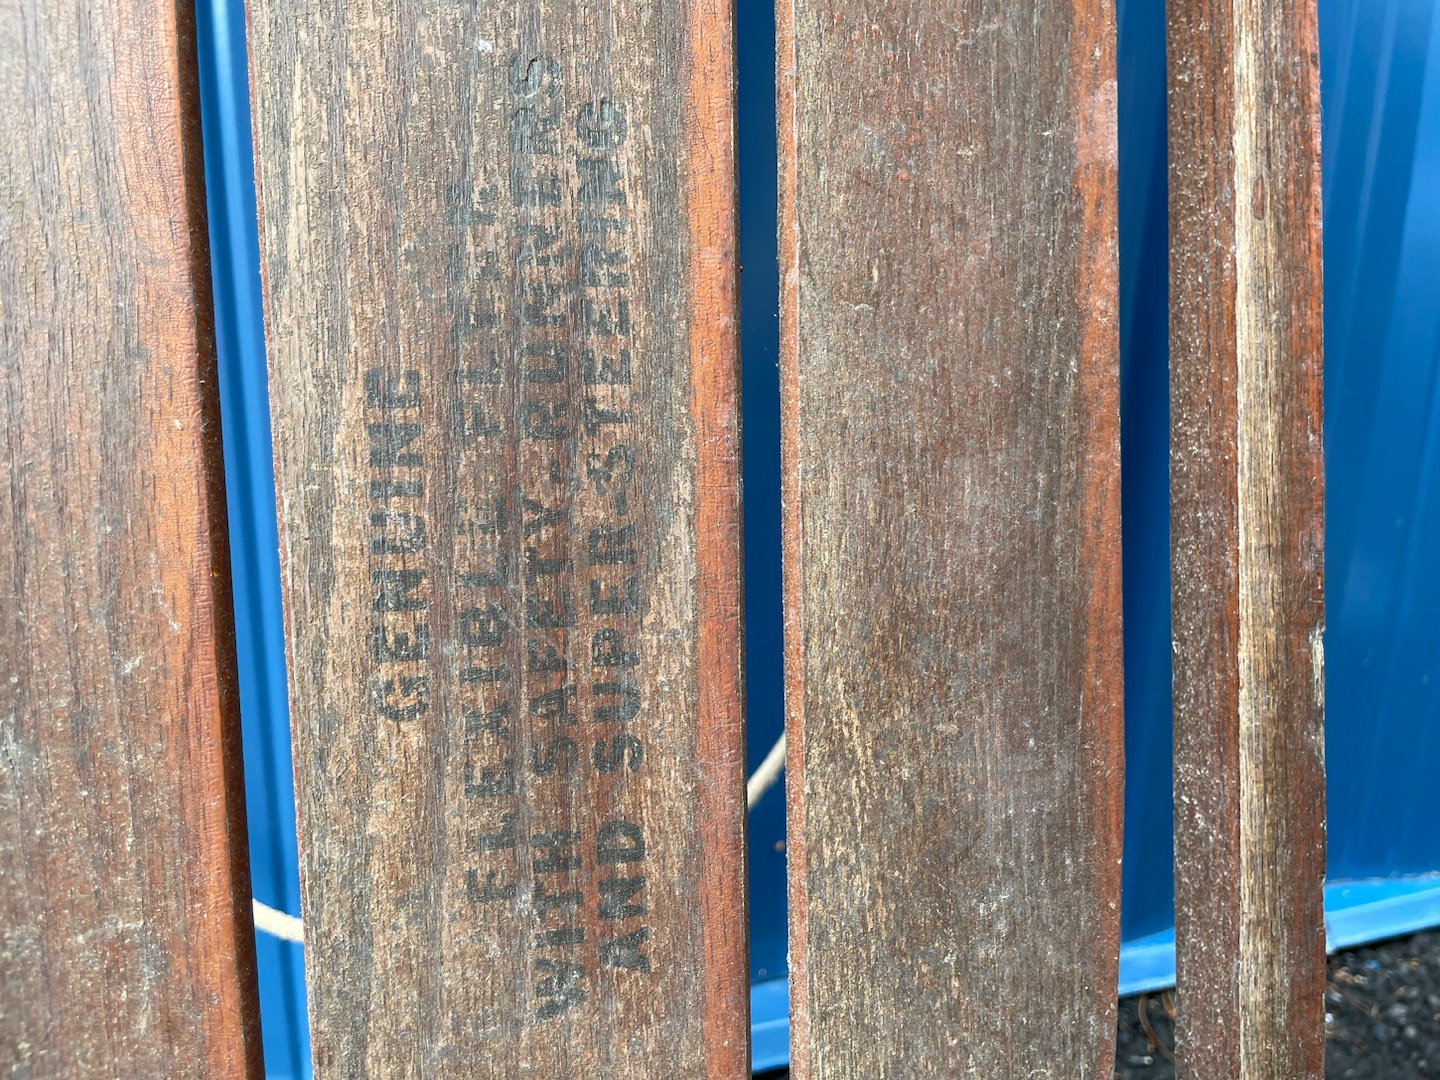 GENUINE
FLEXIBLE FLYER
WITH SAFETY-RUNNERS
AND SUPER-STEERING